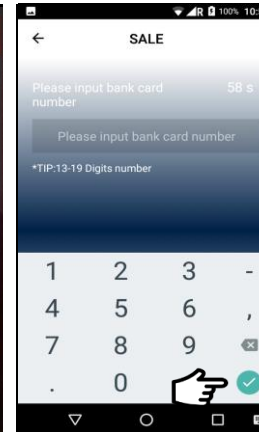 R 100% 10:
SALE
Please input bank card number 58 s
Please input bank card number
*TIP:13-19 Digits number
1 2 3 -
4 5 6 ,
7 8 9
. 0